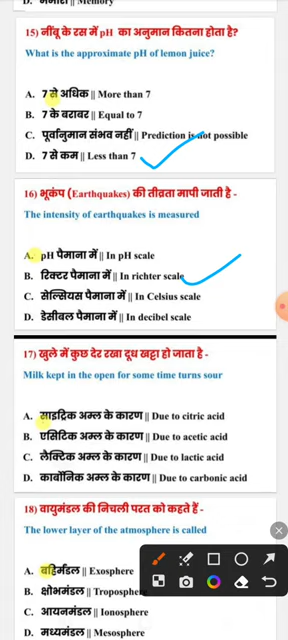 D. मेमोरी || Memory
15) नींबू के रस में pH का अनुमान कितना होता है?
What is the approximate pH of lemon juice?
A. 7 से अधिक || More than 7
B. 7 के बराबर || Equal to 7
C. पूर्वानुमान संभव नहीं || Prediction is not possible
D. 7 से कम || Less than 7
16) भूकंप (Earthquakes) की तीव्रता मापी जाती है -
The intensity of earthquakes is measured
A. pH पैमाना में || In pH scale
B. रिक्टर पैमाना में || In richter scale
C. सेल्सियस पैमाना में || In Celsius scale
D. डेसीबल पैमाना में || In decibel scale
17) खुले में कुछ देर रखा दूध खट्टा हो जाता है -
Milk kept in the open for some time turns sour
A. साइट्रिक अम्ल के कारण || Due to citric acid
B. एसिटिक अम्ल के कारण || Due to acetic acid
C. लेक्टिक अम्ल के कारण || Due to lactic acid
D. कार्बोनिक अम्ल के कारण || Due to carbonic acid
18) वायुमंडल की निचली परत को कहते हैं -
The lower layer of the atmosphere is called
A. बहिर्मंडल || Exosphere
B. क्षोभमंडल || Troposphere
C. आयनमंडल || Ionosphere
D. मध्यमंडल || Mesosphere